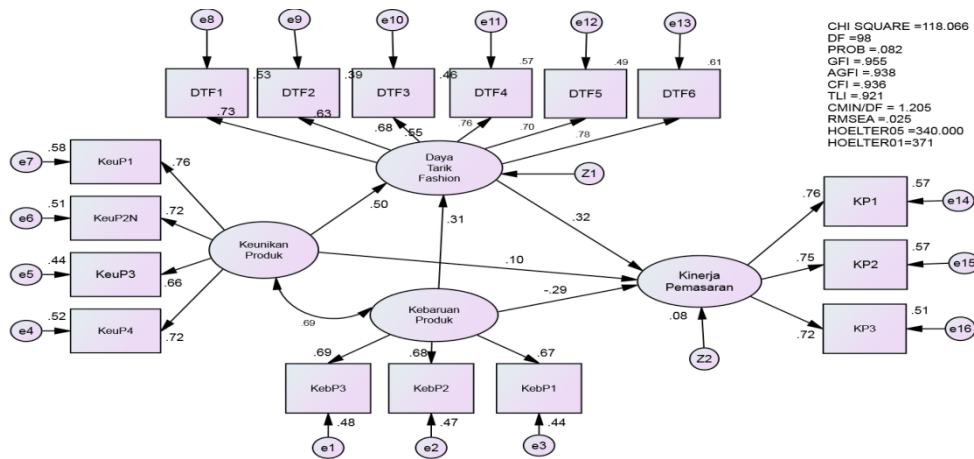 e8
e9
e10
e11
e12
e13
CHI SQUARE =118.066
DF =98
PROB =.082
GFI =.955
AGFI =.938
CFI =.936
TLI =.921
CMIN/DF = 1.205
RMSEA =.025
HOELTER05 =340.000
HOELTER01=371
.53
.39
.46
.57
.49
.61
DTF1
DTF2
DTF3
DTF4
DTF5
DTF6
.73
.63
.68
.55
.76
.70
.78
Daya
Tarik
Fashion
Z1
e7
.58
KeuP1
.76
e6
.51
KeuP2N
.72
e5
.44
KeuP3
.66
e4
.52
KeuP4
.72
Keunikan
Produk
.50
.31
.32
.10
-.29
.69
Kebaruan
Produk
Kinerja
Pemasaran
.08
Z2
.76
KP1
.57
e14
.75
KP2
.57
e15
.72
KP3
.51
e16
.69
.68
.67
KebP3
KebP2
KebP1
.48
.47
.44
e1
e2
e3